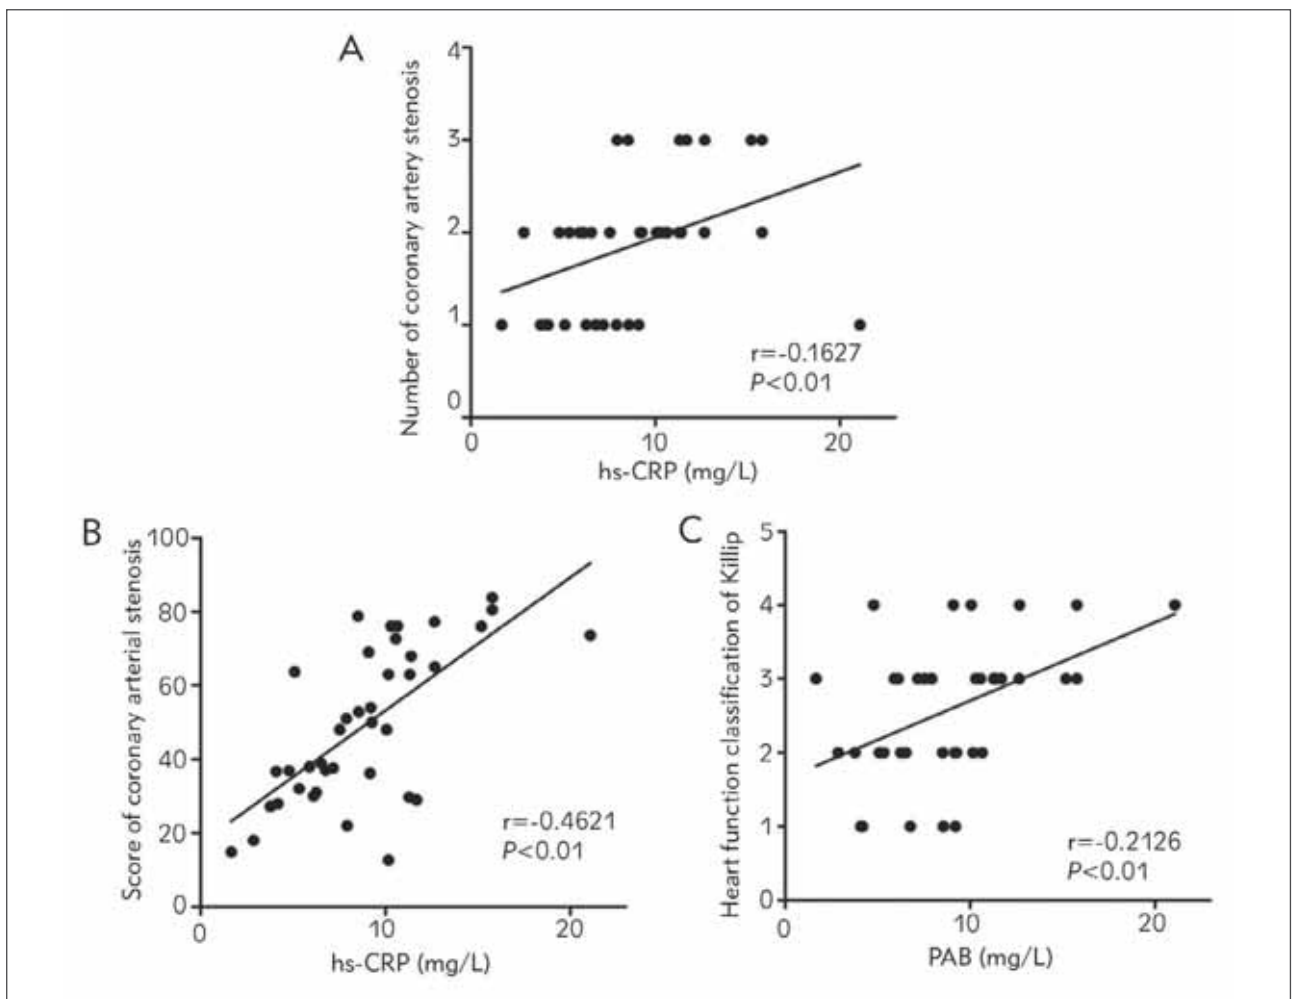 A
Number of coronary artery stenosis
4
3
2
1
0
0 10 20
hs-CRP (mg/L)
r=-0.1627
P<0.01
B
Score of coronary arterial stenosis
100
80
60
40
20
0
0 10 20
hs-CRP (mg/L)
r=-0.4621
P<0.01
C
Heart function classification of Killip
5
4
3
2
1
0
0 10 20
PAB (mg/L)
r=-0.2126
P<0.01